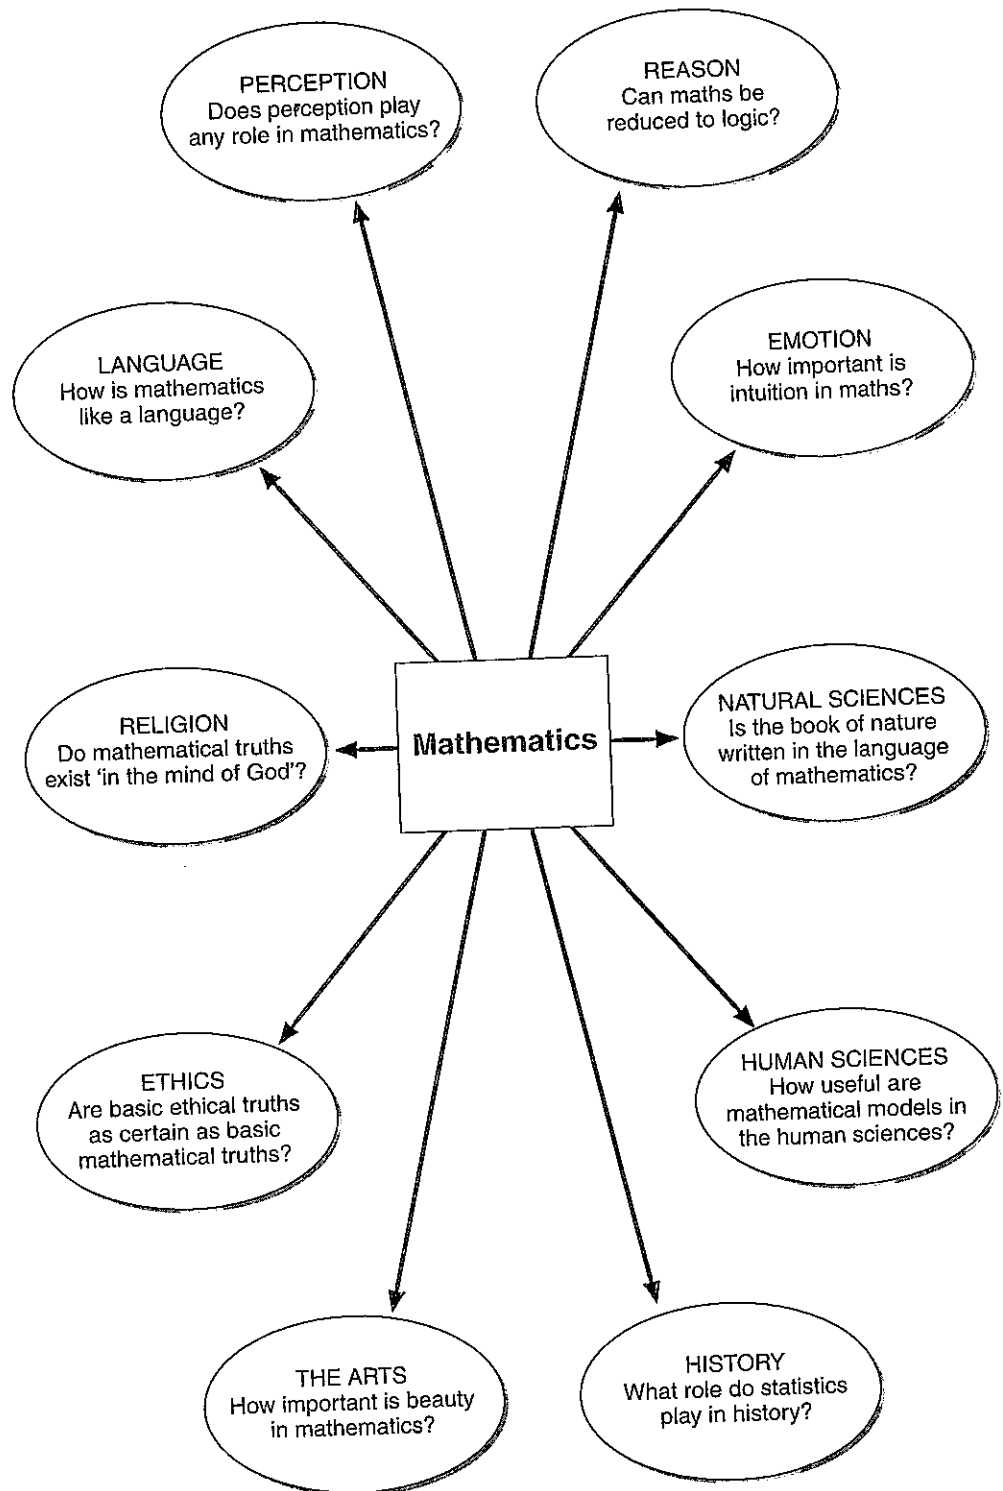 PERCEPTION
Does perception play
any role in mathematics?
REASON
Can maths be
reduced to logic?
LANGUAGE
How is mathematics
like a language?
EMOTION
How important is
intuition in maths?
RELIGION
Do mathematical truths
exist ‘in the mind of God’?
Mathematics
NATURAL SCIENCES
Is the book of nature
written in the language
of mathematics?
ETHICS
Are basic ethical truths
as certain as basic
mathematical truths?
HUMAN SCIENCES
How useful are
mathematical models in
the human sciences?
THE ARTS
How important is beauty
in mathematics?
HISTORY
What role do statistics
play in history?